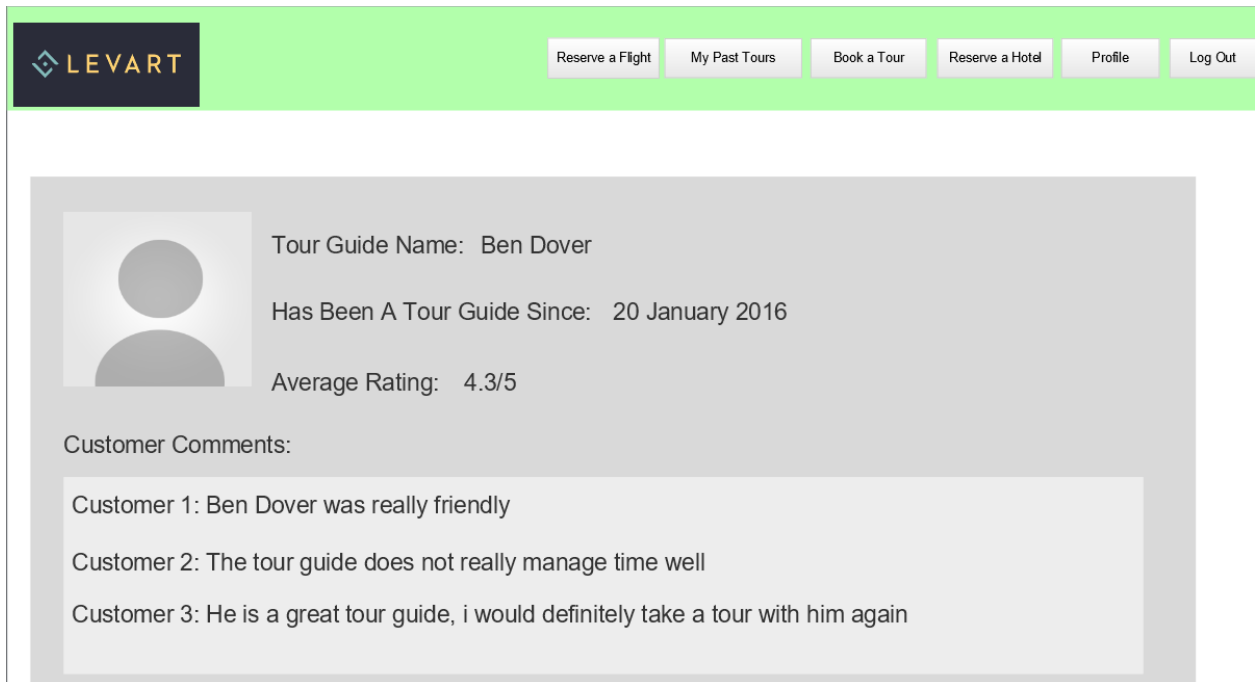 LEVART
Reserve a Flight
My Past Tours
Book a Tour
Reserve a Hotel
Profile
Log Out
Tour Guide Name: Ben Dover
Has Been A Tour Guide Since: 20 January 2016
Average Rating: 4.3/5
Customer Comments:
Customer 1: Ben Dover was really friendly
Customer 2: The tour guide does not really manage time well
Customer 3: He is a great tour guide, i would definitely take a tour with him again